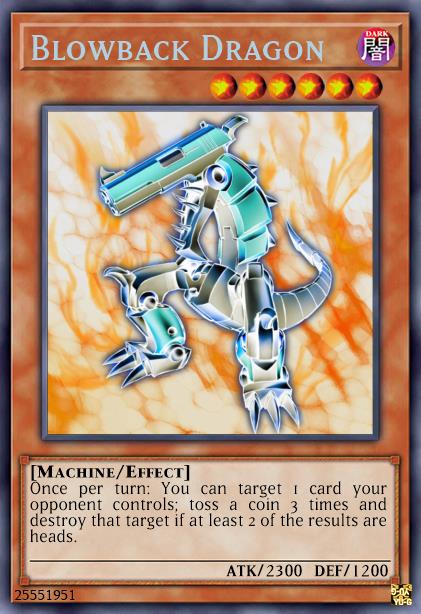 Blowback Dragon
DARK
闇
[Machine/Effect]
Once per turn: You can target 1 card your
opponent controls; toss a coin 3 times and
destroy that target if at least 2 of the results are
heads.
ATK/2300 DEF/1200
25551951